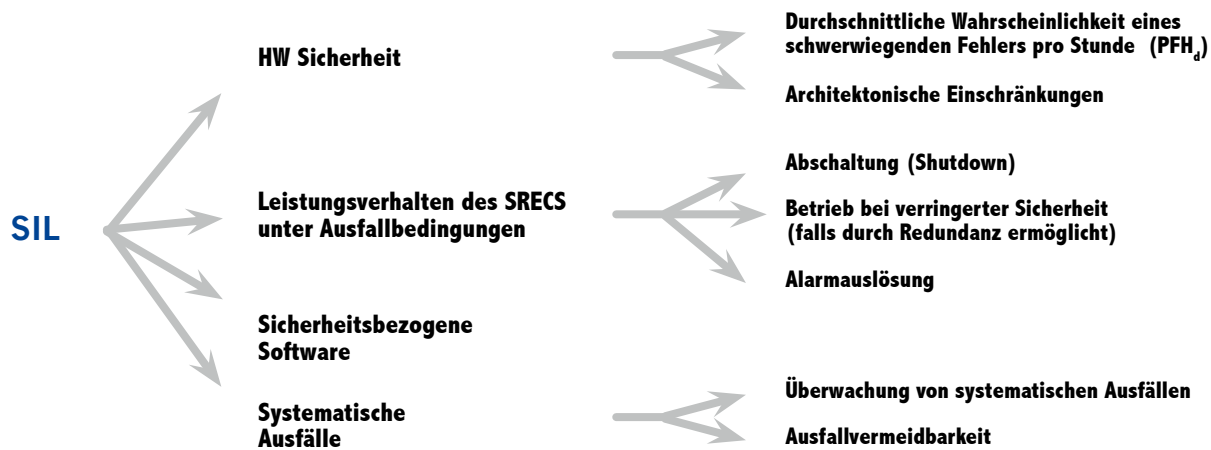 SIL
HW Sicherheit
Durchschnittliche Wahrscheinlichkeit eines
schwerwiegenden Fehlers pro Stunde (PFHd)
Architektonische Einschränkungen
Leistungsverhalten des SRECS
unter Ausfallbedingungen
Abschaltung (Shutdown)
Betrieb bei verringerter Sicherheit
(falls durch Redundanz ermöglicht)
Alarmauslösung
Sicherheitsbezogene
Software
Systematische
Ausfälle
Überwachung von systematischen Ausfällen
Ausfallvermeidbarkeit